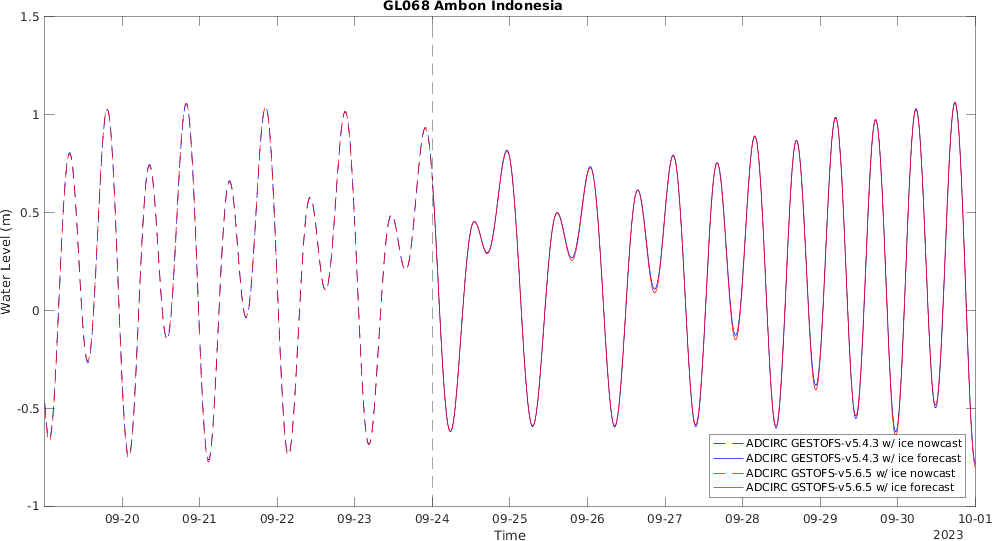 GL068 Ambon Indonesia
1.5
1
0.5
0
-0.5
-1
Water Level (m)
ADCIRC GESTOFS-v5.4.3 w/ ice nowcast
ADCIRC GESTOFS-v5.4.3 w/ ice forecast
ADCIRC GSTOFS-v5.6.5 w/ ice nowcast
ADCIRC GSTOFS-v5.6.5 w/ ice forecast
09-20 09-21 09-22 09-23 09-24 09-25 09-26 09-27 09-28 09-29 09-30 10-01
Time
2023